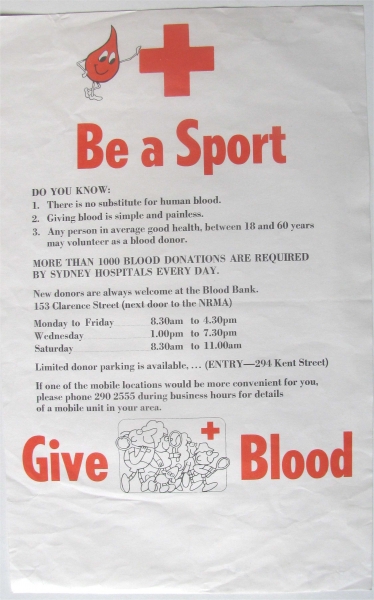 Be a Sport
DO YOU KNOW:
1. There is no substitute for human blood.
2. Giving blood is simple and painless.
3. Any person in average good health, between 18 and 60 years
may volunteer as a blood donor.
MORE THAN 1000 BLOOD DONATIONS ARE REQUIRED
BY SYDNEY HOSPITALS EVERY DAY.
New donors are always welcome at the Blood Bank.
153 Clarence Street (next door to the NRMA)
Monday to Friday 8.30am to 4.30pm
Wednesday 1.00pm to 7.30pm
Saturday 8.30am to 11.00am
Limited donor parking is available, ... (ENTRY—294 Kent Street)
If one of the mobile locations would be more convenient for you,
please phone 290 2555 during business hours for details
of a mobile unit in your area.
Give Blood